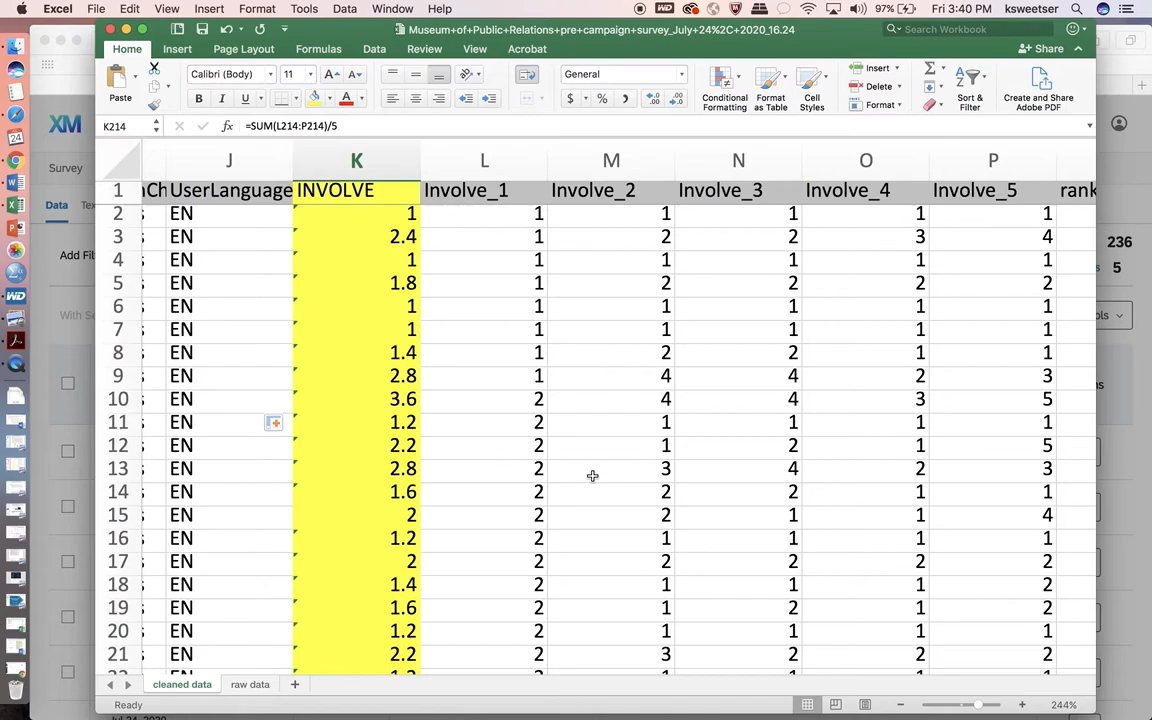 Excel File Edit View Insert Format Tools Data Window Help 97% Fri 3:40 PM ksweetser
Museum+of+Public+Relations+pre+campaign+survey_July +24%2C +2020_16.24 Search Workbook
Home Insert Page Layout Formulas Data Review View Acrobat Share
Paste Calibri (Body) 11 General Conditional Formatting Format as Table Cell Styles Insert Delete Format Sort & Filter Create and Share Adobe PDF
K214 fx =SUM(L214:P214)/5
J K L M N O P
1 UserLanguage INVOLVE Involve_1 Involve_2 Involve_3 Involve_4 Involve_5 rank
2 EN 1 1 1 1 1 1
3 EN 2.4 1 2 2 3 4
4 EN 1 1 1 1 1 1
5 EN 1.8 1 2 2 2 2
6 EN 1 1 1 1 1 1
7 EN 1 1 1 1 1 1
8 EN 1.4 1 2 2 1 1
9 EN 2.8 1 4 4 2 3
10 EN 3.6 2 4 4 3 5
11 EN 1.2 2 1 1 1 1
12 EN 2.2 2 1 2 1 5
13 EN 2.8 2 3 4 2 3
14 EN 1.6 2 2 2 1 1
15 EN 2 2 2 1 1 4
16 EN 1.2 2 1 1 1 1
17 EN 2 2 2 2 2 2
18 EN 1.4 2 1 1 1 2
19 EN 1.6 2 1 2 1 2
20 EN 1.2 2 1 1 1 1
21 EN 2.2 2 3 2 2 2
cleaned data raw data
Ready 244%
XM
Survey
Data
236
5